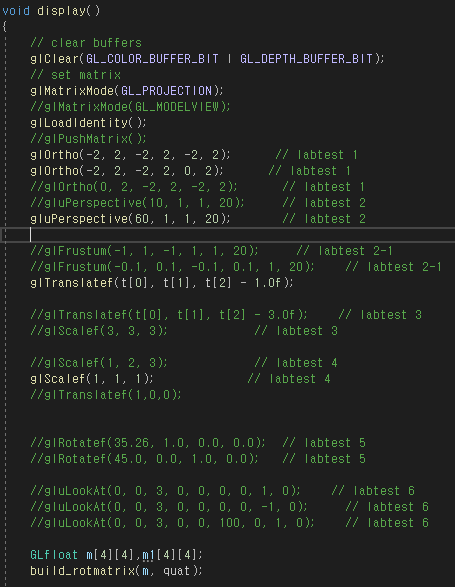 void display()
{
// clear buffers
glClear(GL_COLOR_BUFFER_BIT | GL_DEPTH_BUFFER_BIT);
// set matrix
glMatrixMode(GL_PROJECTION);
//glMatrixMode(GL_MODELVIEW);
glLoadIdentity();
//glPushMatrix();
glOrtho(-2, 2, -2, 2, -2, 2); // labtest 1
glOrtho(-2, 2, -2, 2, 0, 2); // labtest 1
//glOrtho(0, 2, -2, 2, -2, 2); // labtest 1
//gluPerspective(10, 1, 1, 20); // labtest 2
gluPerspective(60, 1, 1, 20); // labtest 2
//glFrustum(-1, 1, -1, 1, 1, 20); // labtest 2-1
//glFrustum(-0.1, 0.1, -0.1, 0.1, 1, 20); // labtest 2-1
glTranslatef(t[0], t[1], t[2] - 1.0f);
//glTranslatef(t[0], t[1], t[2] - 3.0f); // labtest 3
//glScalef(3, 3, 3); // labtest 3
//glScalef(1, 2, 3); // labtest 4
glScalef(1, 1, 1); // labtest 4
//glTranslatef(1,0,0);
//glRotatef(35.26, 1.0, 0.0, 0.0); // labtest 5
//glRotatef(45.0, 0.0, 1.0, 0.0); // labtest 5
//gluLookAt(0, 0, 3, 0, 0, 0, 0, 1, 0); // labtest 6
//gluLookAt(0, 0, 3, 0, 0, 0, 0, -1, 0); // labtest 6
//gluLookAt(0, 0, 3, 0, 0, 100, 0, 1, 0); // labtest 6
GLfloat m[4][4],m1[4][4];
build_rotmatrix(m, quat);